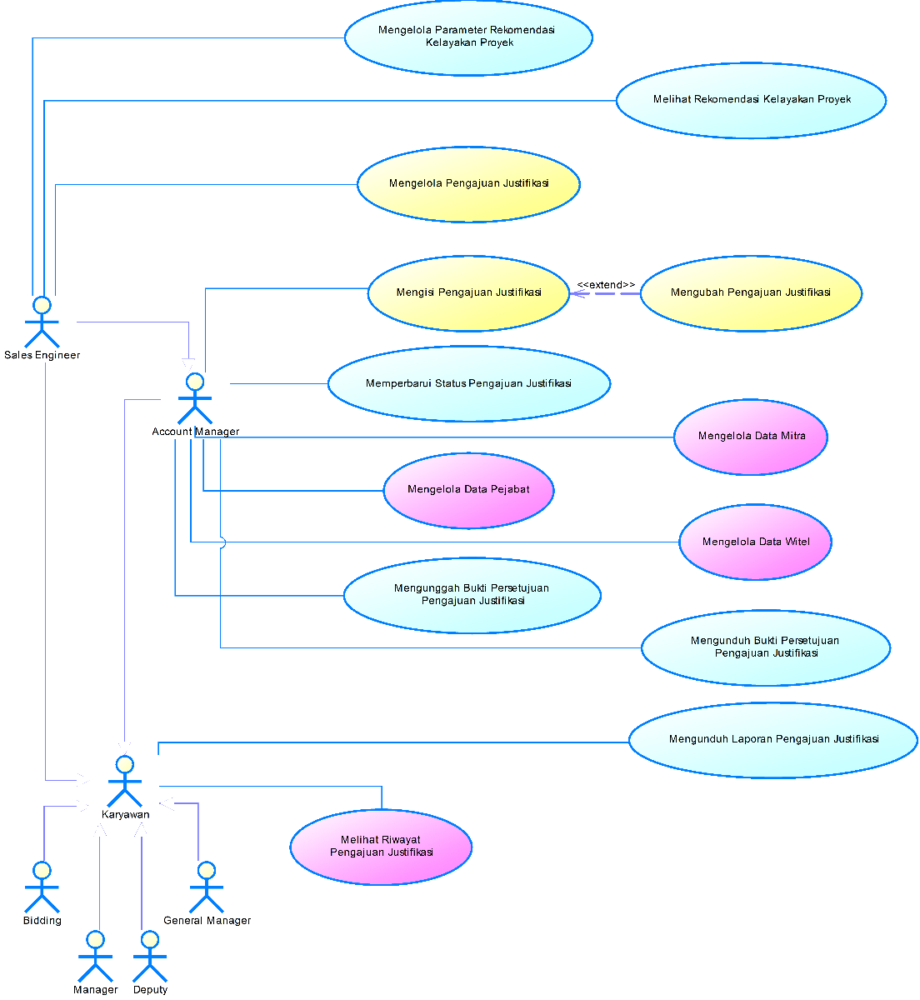 Mengelola Parameter Rekomendasi
Kelayakan Proyek
Melihat Rekomendasi Kelayakan Proyek
Mengelola Pengajuan Justifikasi
Mengisi Pengajuan Justifikasi
<<extend>>
Mengubah Pengajuan Justifikasi
Sales Engineer
Memperbarui Status Pengajuan Justifikasi
Account Manager
Mengelola Data Mitra
Mengelola Data Pejabat
Mengelola Data Witel
Mengunggah Bukti Persetujuan
Pengajuan Justifikasi
Mengunduh Bukti Persetujuan
Pengajuan Justifikasi
Mengunduh Laporan Pengajuan Justifikasi
Karyawan
Melihat Riwayat
Pengajuan Justifikasi
Bidding
General Manager
Manager
Deputy